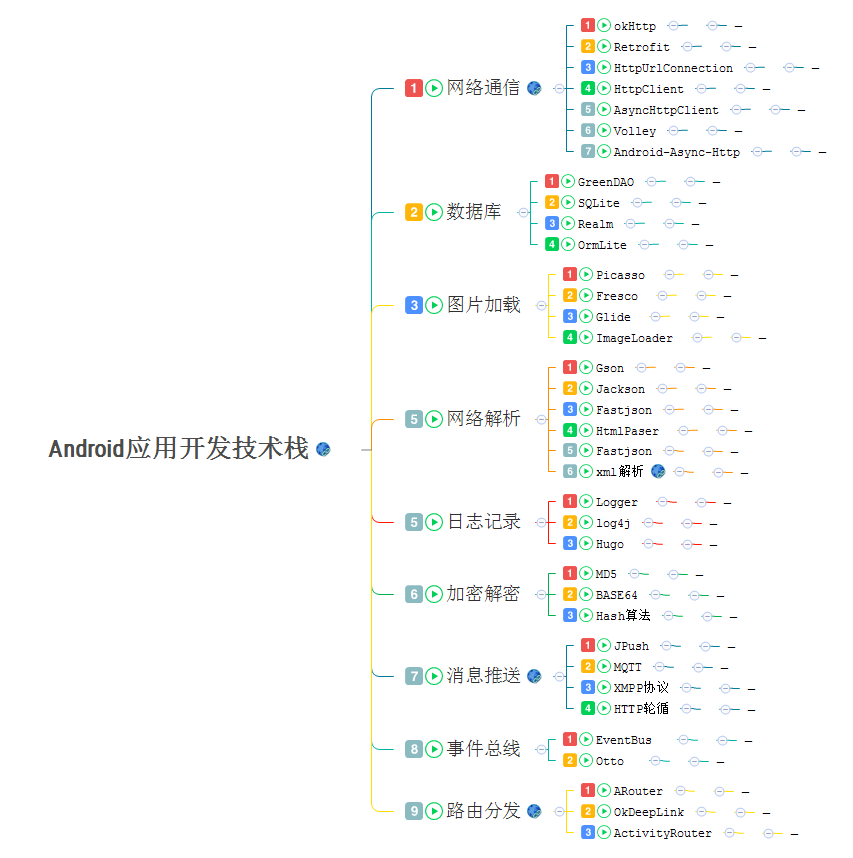 Android应用开发技术栈
1 网络通信
1 okHttp
2 Retrofit
3 HttpUrlConnection
4 HttpClient
5 AsyncHttpClient
6 Volley
7 Android-Async-Http
2 数据库
1 GreenDAO
2 SQLite
3 Realm
4 OrmLite
3 图片加载
1 Picasso
2 Fresco
3 Glide
4 ImageLoader
5 网络解析
1 Gson
2 Jackson
3 Fastjson
4 HtmlPaser
5 Fastjson
6 xml解析
5 日志记录
1 Logger
2 log4j
3 Hugo
6 加密解密
1 MD5
2 BASE64
3 Hash算法
7 消息推送
1 JPush
2 MQTT
3 XMPP协议
4 HTTP轮循
8 事件总线
1 EventBus
2 Otto
9 路由分发
1 ARouter
2 OkDeepLink
3 ActivityRouter